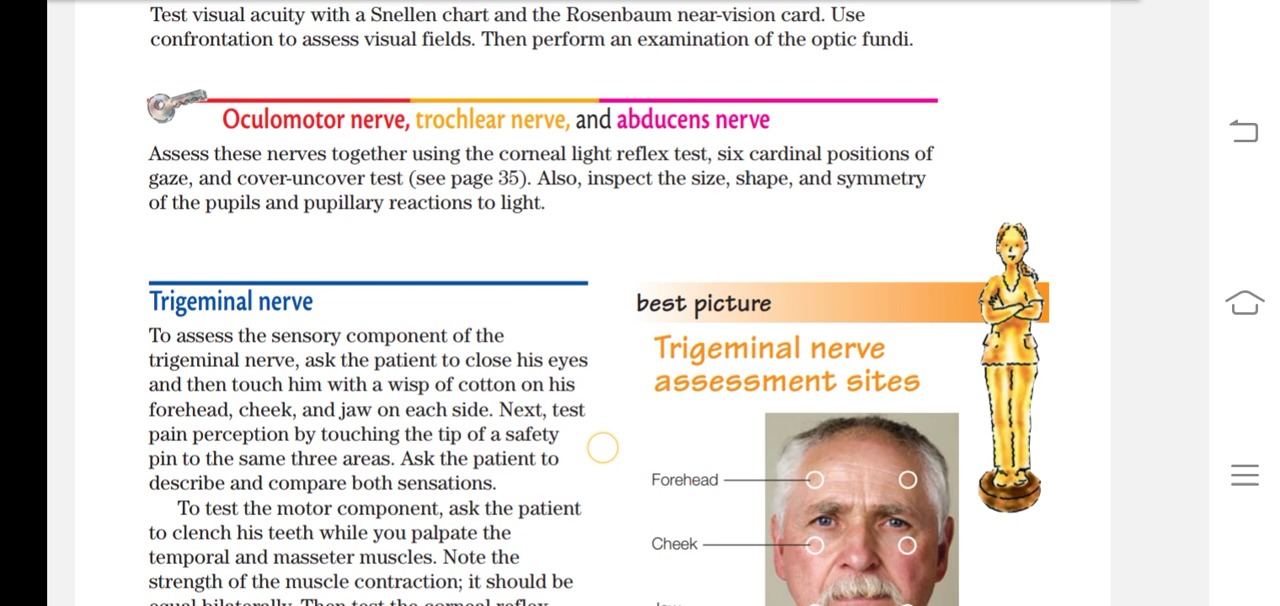 Test visual acuity with a Snellen chart and the Rosenbaum near-vision card. Use
confrontation to assess visual fields. Then perform an examination of the optic fundi.
Oculomotor nerve, trochlear nerve, and abducens nerve
Assess these nerves together using the corneal light reflex test, six cardinal positions of
gaze, and cover-uncover test (see page 35). Also, inspect the size, shape, and symmetry
of the pupils and pupillary reactions to light.
Trigeminal nerve
To assess the sensory component of the
trigeminal nerve, ask the patient to close his eyes
and then touch him with a wisp of cotton on his
forehead, cheek, and jaw on each side. Next, test
pain perception by touching the tip of a safety
pin to the same three areas. Ask the patient to
describe and compare both sensations.
To test the motor component, ask the patient
to clench his teeth while you palpate the
temporal and masseter muscles. Note the
strength of the muscle contraction; it should be
equal bilaterally. Then test the corneal reflex
best picture
Trigeminal nerve
assessment sites
Forehead
Cheek